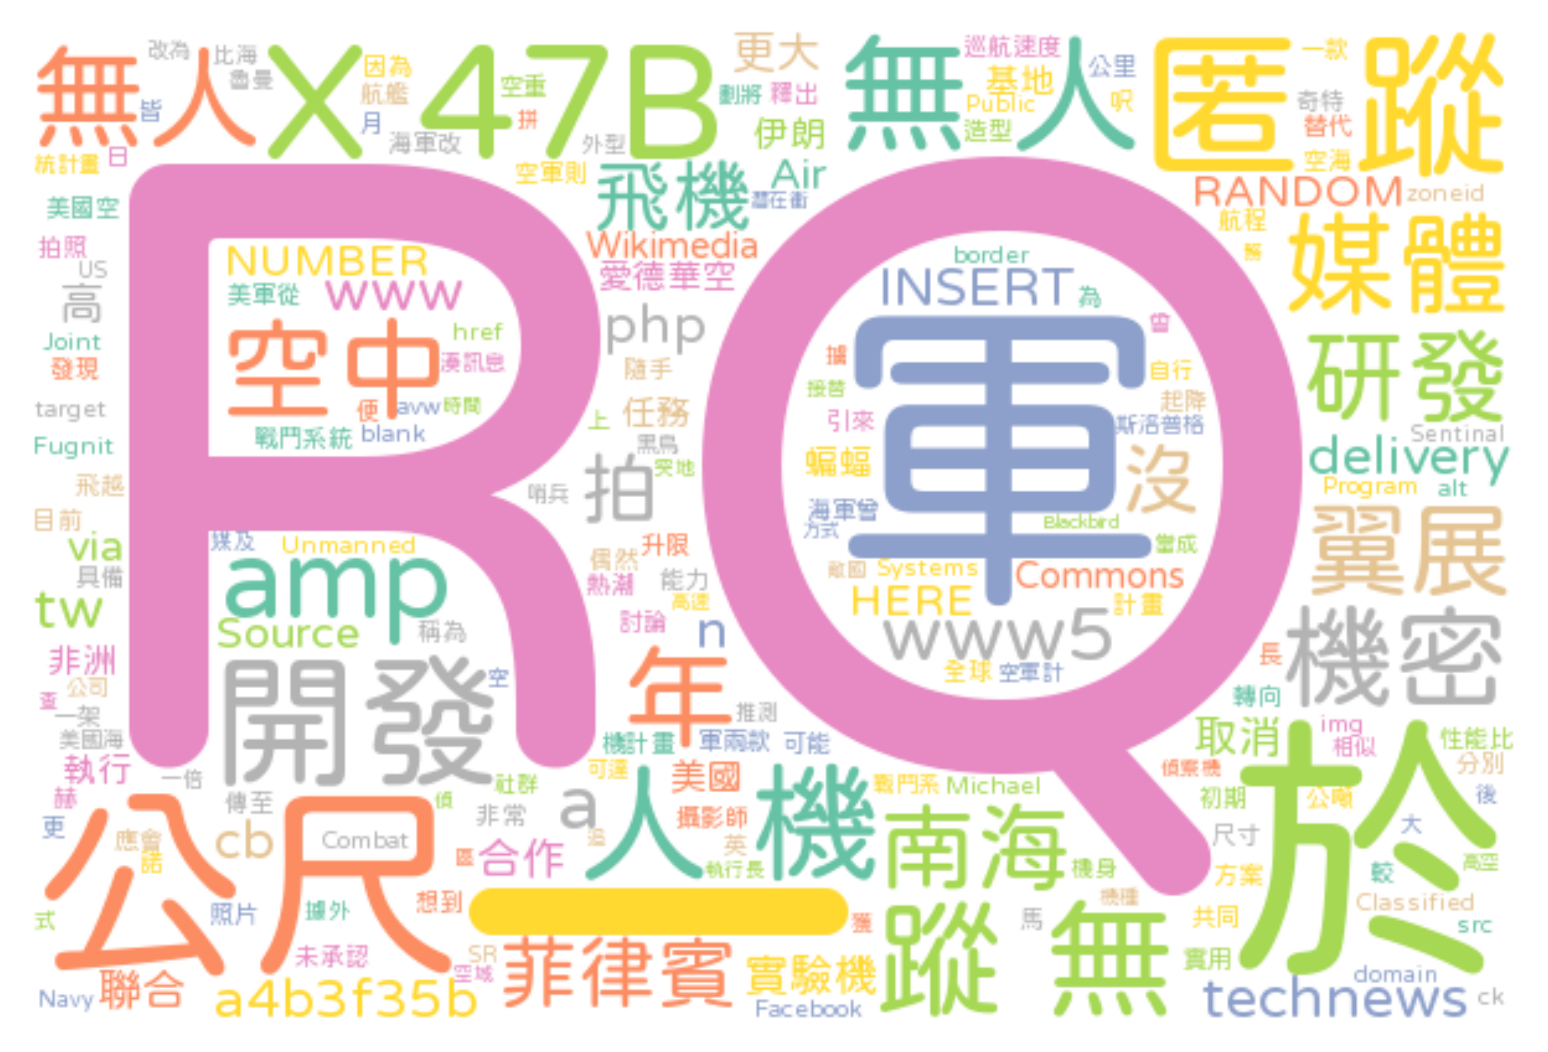 無人 X 47B 更大 無人 匿蹤
改為 比海 魯曼 皆 因為 航艦 月 空重 拼 海軍改 外型 劃將 釋出 伊朗
巡航速度 基地 Public 造型 呎 公里 一款 奇特 替代 空海
統計畫 日 空軍則 飛機 Air 潛在衝 RANDOM zoneid
美國空 Wikimedia 航程 媒體
拍照 US 高 NUMBER 美軍從 www 愛德華空 border INSERT 為
Joint 發現 空中 href 湊訊息 php 隨手 軍 曾 據 接替 自行 研發
target 便 avw 時間 上 任務 黑鳥 引來 起降 斯洛普格 Sentinal
Fugnit 戰鬥系統 blank 拍 突地 蝙蝠 沒 delivery
飛越 RQ 哨兵 海軍曾 方式 Blackbird Program alt
目前 via 媒及 Unmanned 偶然 升限 當成 翼展
具備 amp 熱潮 能力 高速 敵國 Systems Commons
tw Source 稱為 討論 n HERE 計畫 www5 機密
非洲 開發 空 年 全球 空軍計 長 轉向
查 公司 一架 美國海 推測 機計畫 軍兩款 可能 取消 img 相似 性能比
執行 一倍 社群 可達 美國 戰鬥系 Michael 偵察機 於 分別
赫 傳至 偵 非常 a 人機 攝影師 初期 公噸 後
更 公尺 應會 諾 cb Combat 區 合作 追 英 執行長 南海 機身 尺寸 大 較 高空
式 照片 據外 想到 一 獲 機種 方案 共同 Classified src
未承認 SR 空域 菲律賓 實驗機 蹤 馬 無 實用 domain
Navy 聯合 a4b3f35b Facebook technews ck